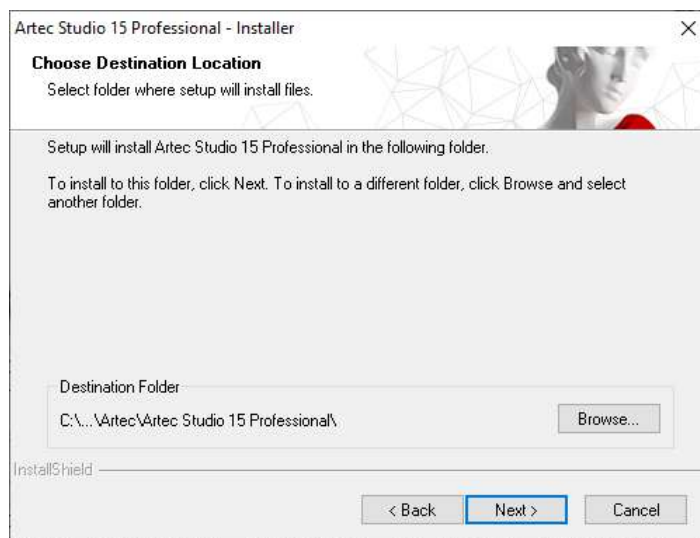 Artec Studio 15 Professional - Installer
Choose Destination Location
Select folder where setup will install files.
Setup will install Artec Studio 15 Professional in the following folder.
To install to this folder, click Next. To install to a different folder, click Browse and select
another folder.
Destination Folder
C:\...\Artec\Artec Studio 15 Professional\
Browse...
InstallShield
< Back
Next >
Cancel